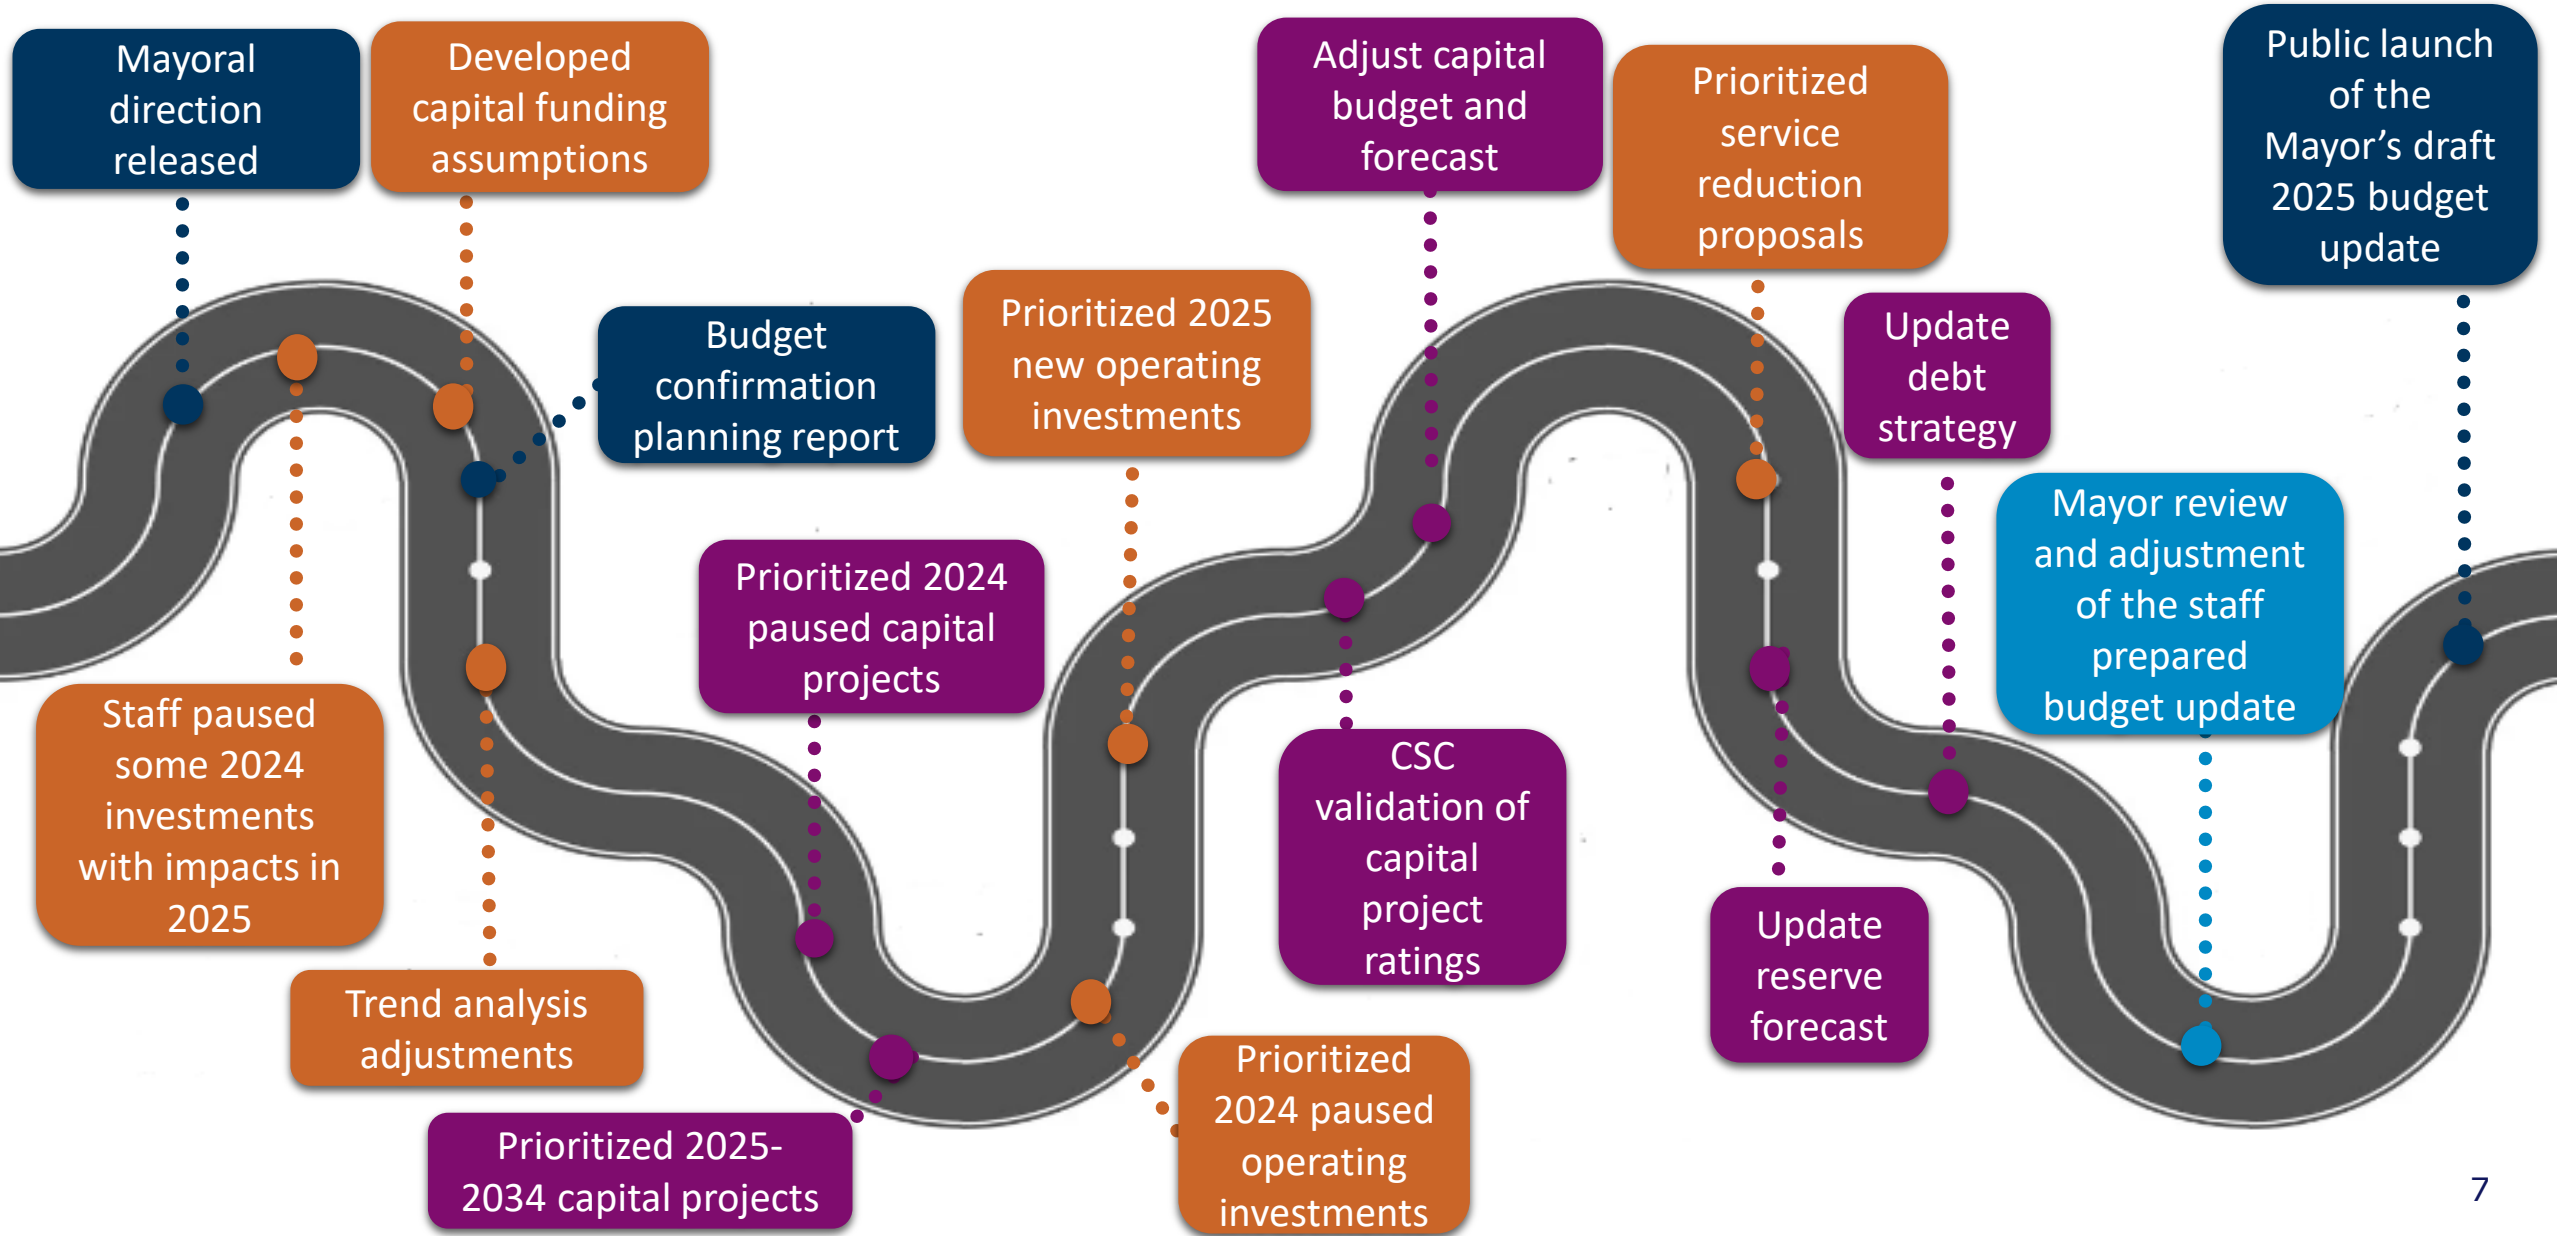 Mayoral
direction
released
Developed
capital funding
assumptions
Adjust capital
budget and
forecast
Prioritized
service
reduction
proposals
Public launch
of the
Mayor’s draft
2025 budget
update
Budget
confirmation
planning report
Prioritized 2025
new operating
investments
Update
debt
strategy
Mayor review
and adjustment
of the staff
prepared
budget update
Prioritized 2024
paused capital
projects
Staff paused
some 2024
investments
with impacts in
2025
CSC
validation of
capital
project
ratings
Update
reserve
forecast
Trend analysis
adjustments
Prioritized
2024 paused
operating
investments
Prioritized 2025-
2034 capital projects
7